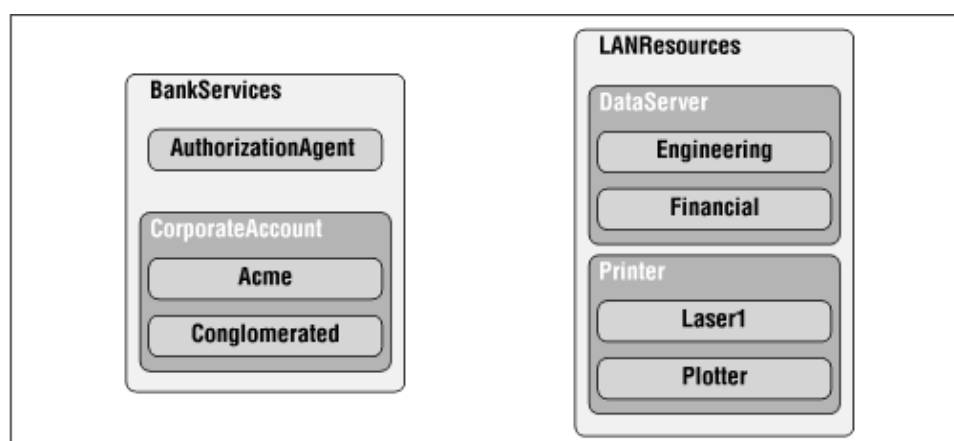 BankServices
AuthorizationAgent
CorporateAccount
Acme
Conglomerated
LANResources
DataServer
Engineering
Financial
Printer
Laser1
Plotter